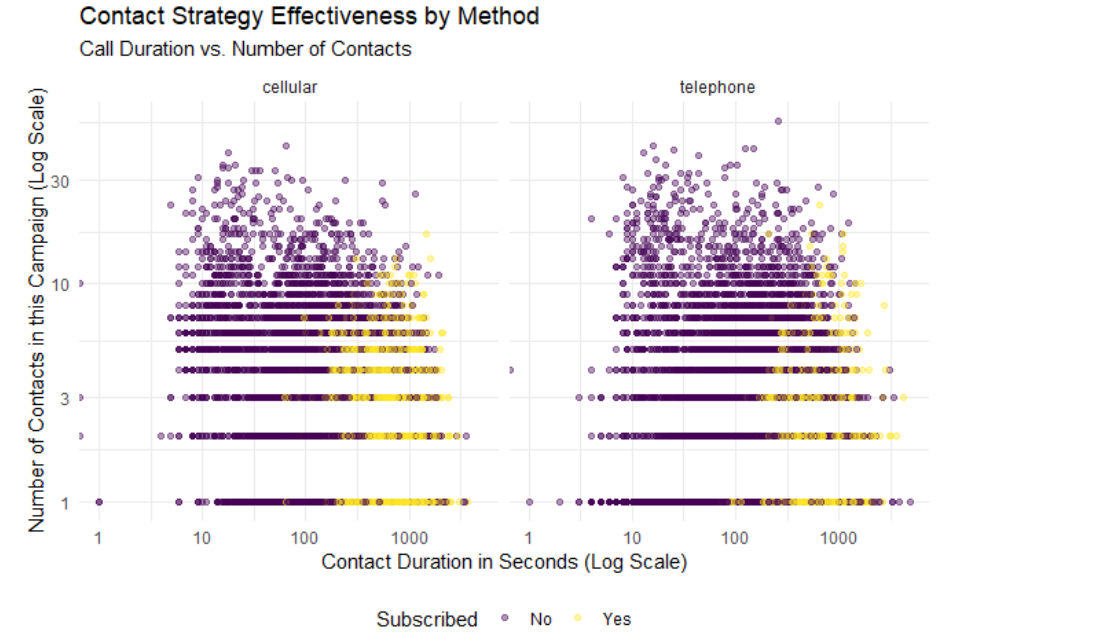 Contact Strategy Effectiveness by Method
Call Duration vs. Number of Contacts
cellular
telephone
Number of Contacts in this Campaign (Log Scale)
30
10
3
1
1 10 100 1000
1 10 100 1000
Contact Duration in Seconds (Log Scale)
Subscribed No Yes